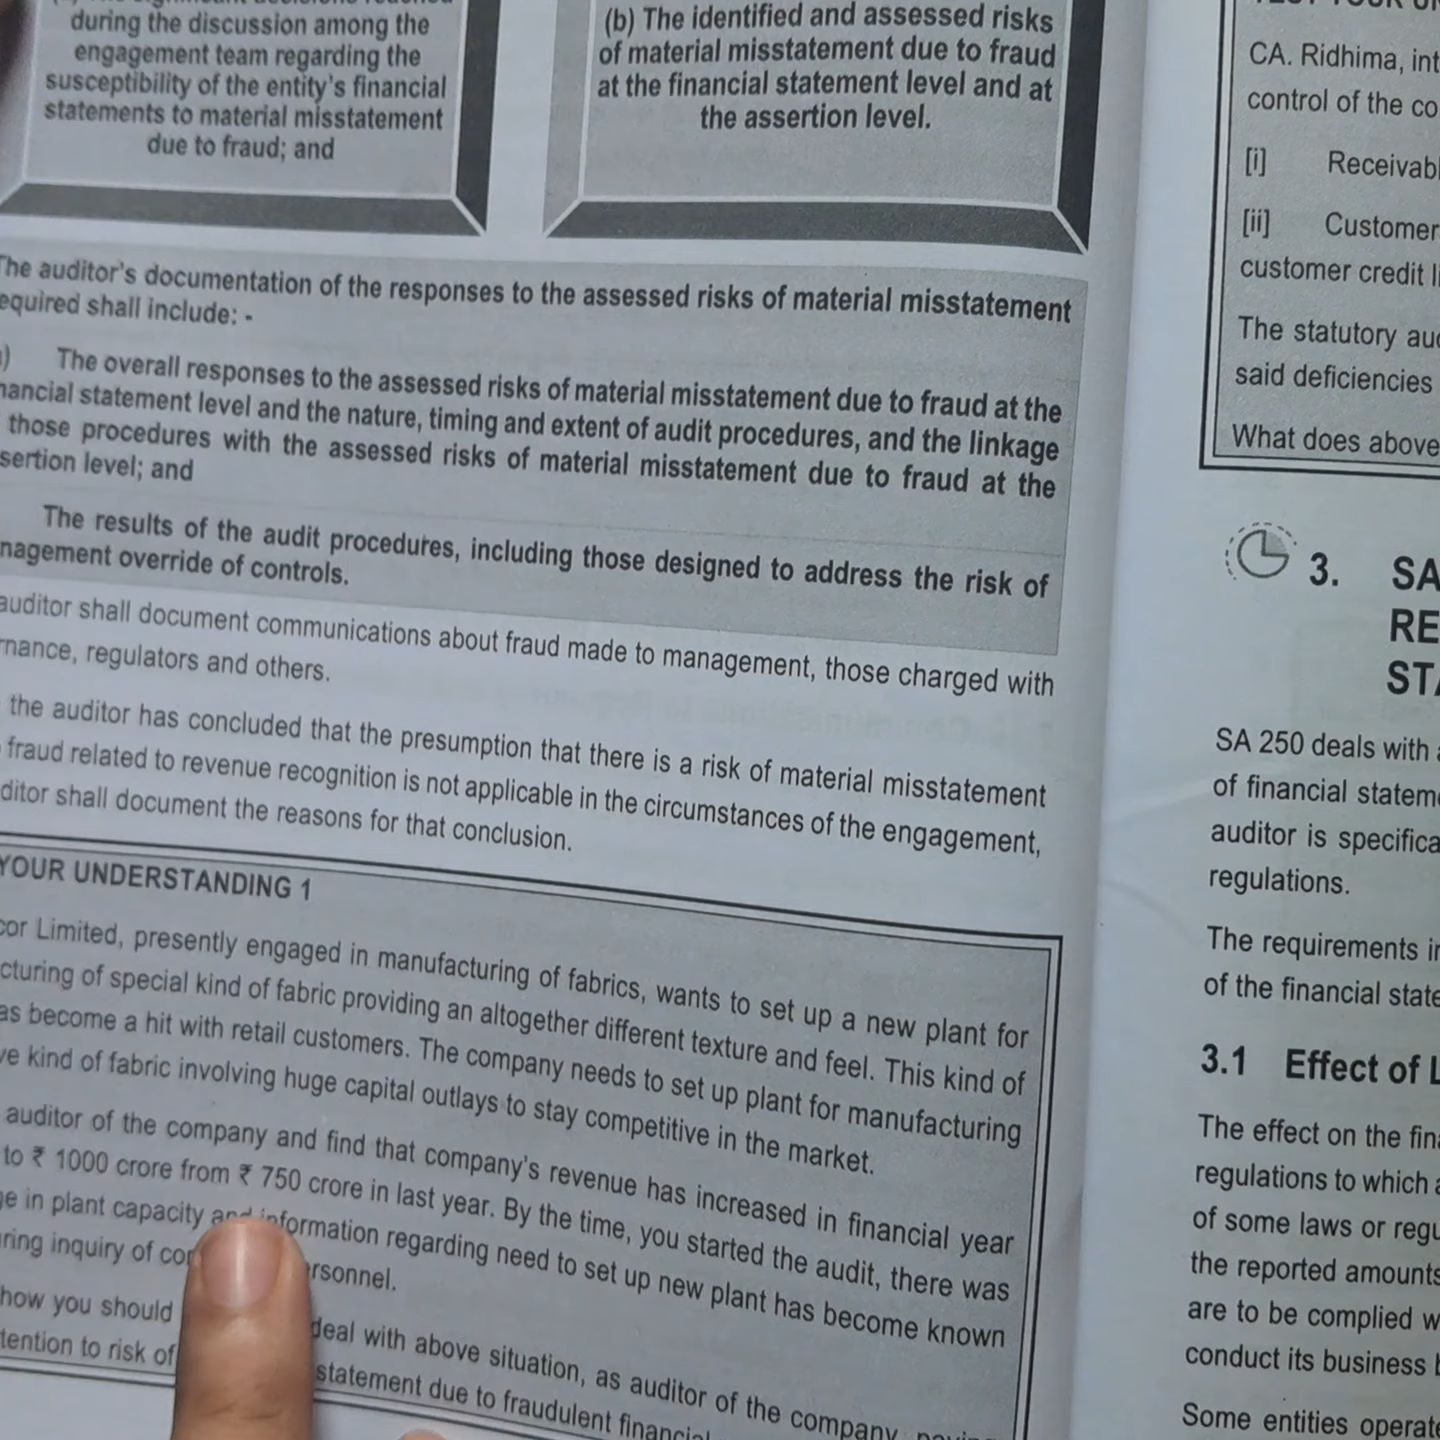 during the discussion among the
engagement team regarding the
susceptibility of the entity's financial
statements to material misstatement
due to fraud; and
(b) The identified and assessed risks
of material misstatement due to fraud
at the financial statement level and at
the assertion level.
The auditor's documentation of the responses to the assessed risks of material misstatement
equired shall include: -
) The overall responses to the assessed risks of material misstatement due to fraud at the
nancial statement level and the nature, timing and extent of audit procedures, and the linkage
those procedures with the assessed risks of material misstatement due to fraud at the
sertion level; and
The results of the audit procedures, including those designed to address the risk of
nagement override of controls.
auditor shall document communications about fraud made to management, those charged with
rnance, regulators and others.
the auditor has concluded that the presumption that there is a risk of material misstatement
fraud related to revenue recognition is not applicable in the circumstances of the engagement,
ditor shall document the reasons for that conclusion.
YOUR UNDERSTANDING 1
cor Limited, presently engaged in manufacturing of fabrics, wants to set up a new plant for
cturing of special kind of fabric providing an altogether different texture and feel. This kind of
as become a hit with retail customers. The company needs to set up plant for manufacturing
ve kind of fabric involving huge capital outlays to stay competitive in the market.
auditor of the company and find that company's revenue has increased in financial year
to ₹ 1000 crore from ₹ 750 crore in last year. By the time, you started the audit, there was
ge in plant capacity and information regarding need to set up new plant has become known
ring inquiry of cor rsonnel.
how you should deal with above situation, as auditor of the company
tention to risk of statement due to fraudulent financial
CA. Ridhima, int
control of the co
[i] Receivabl
[ii] Customer
customer credit li
The statutory aud
said deficiencies
What does above
3. SA
RE
STA
SA 250 deals with a
of financial stateme
auditor is specifica
regulations.
The requirements in
of the financial state
3.1 Effect of L
The effect on the fina
regulations to which a
of some laws or regu
the reported amounts
are to be complied w
conduct its business b
Some entities operate